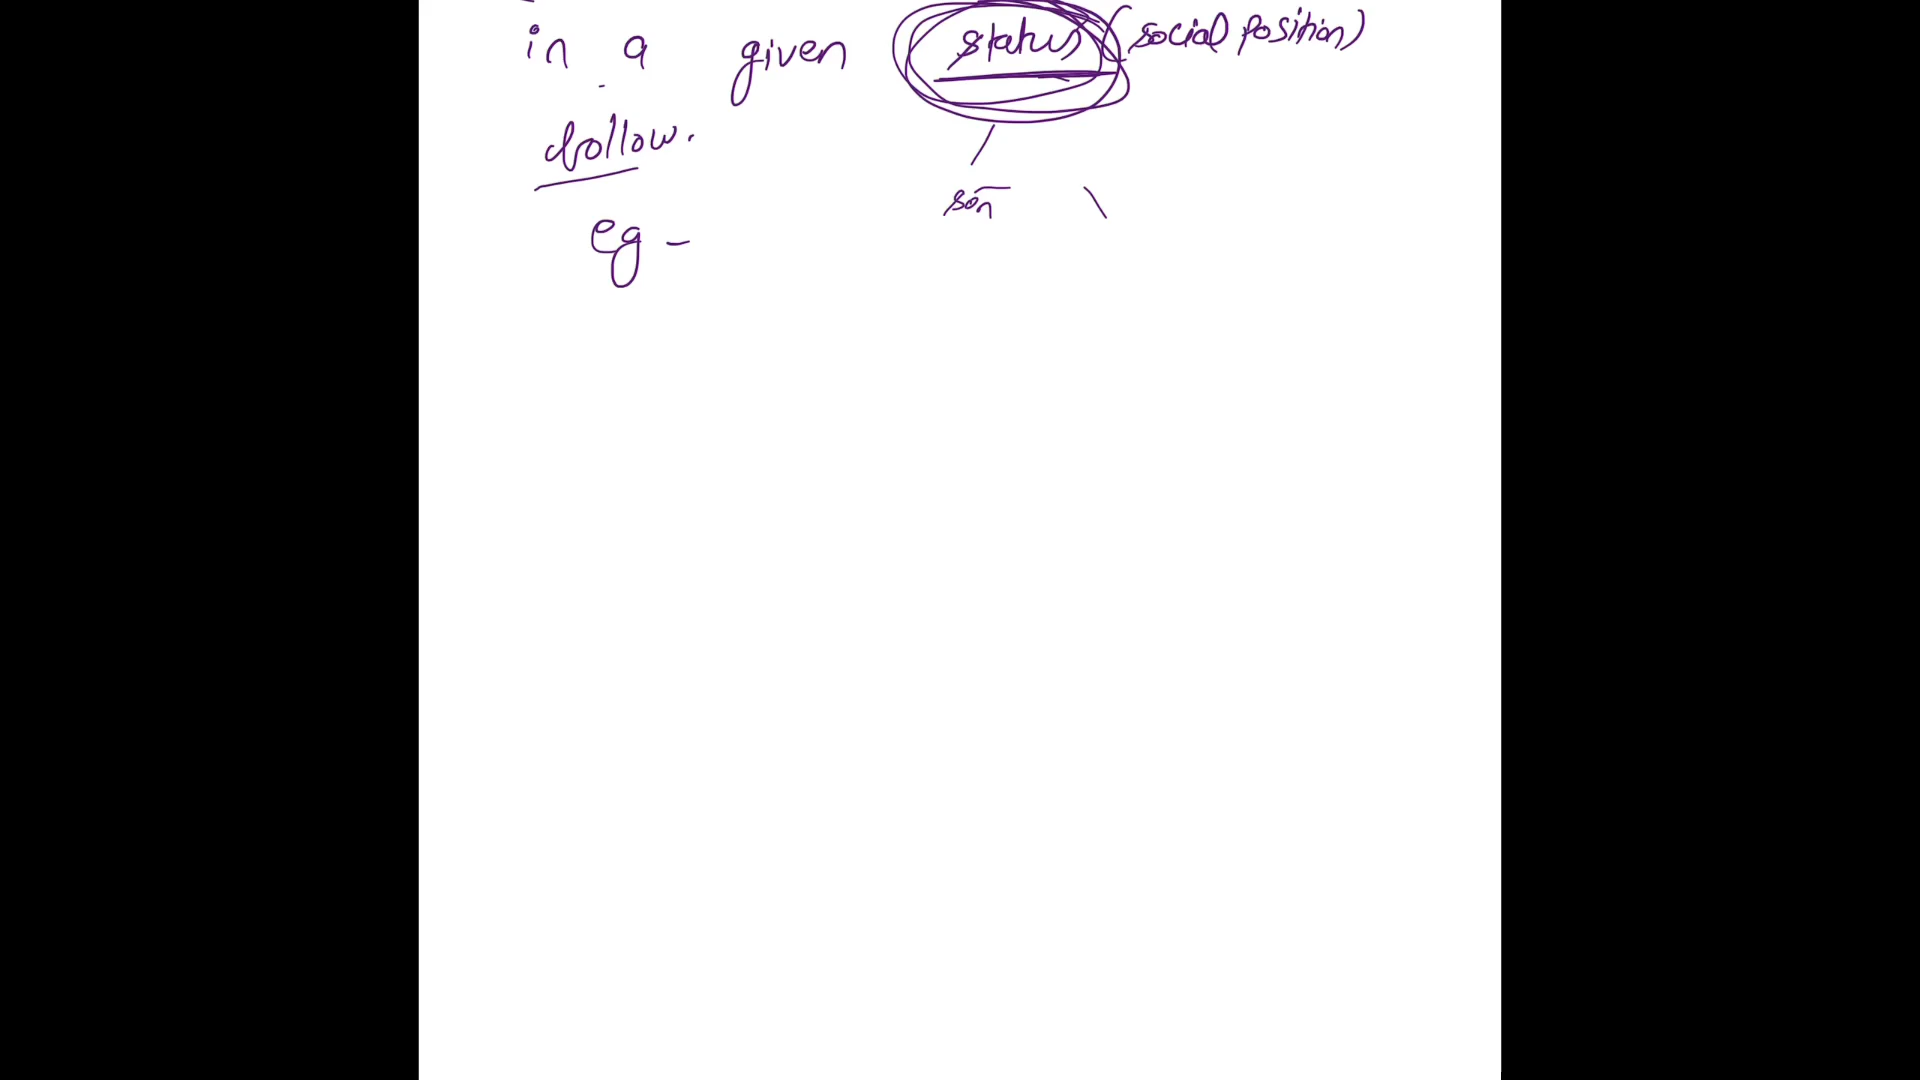 in a given status (social position)
follow.
son
eg -